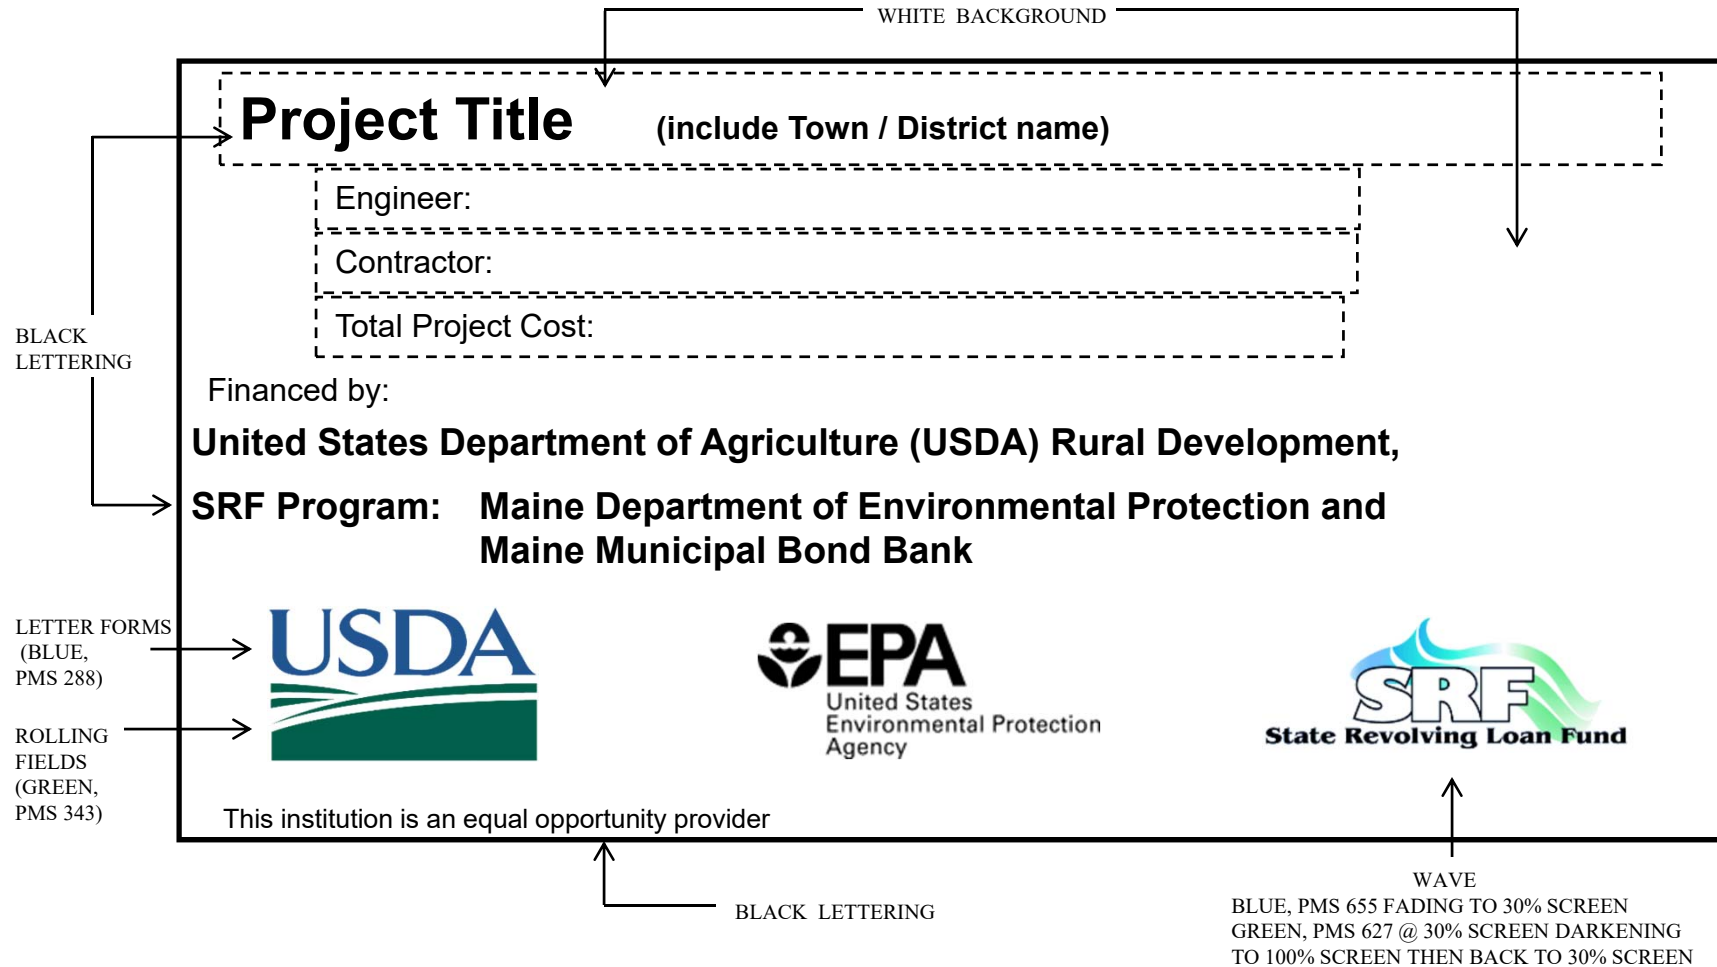 WHITE BACKGROUND
Project Title (include Town / District name)
Engineer:
Contractor:
Total Project Cost:
BLACK
LETTERING
Financed by:
United States Department of Agriculture (USDA) Rural Development,
SRF Program: Maine Department of Environmental Protection and
Maine Municipal Bond Bank
LETTER FORMS
(BLUE,
PMS 288)
ROLLING
FIELDS
(GREEN,
PMS 343)
USDA
EPA
United States
Environmental Protection
Agency
SRF
State Revolving Loan Fund
This institution is an equal opportunity provider
BLACK LETTERING
WAVE
BLUE, PMS 655 FADING TO 30% SCREEN
GREEN, PMS 627 @ 30% SCREEN DARKENING
TO 100% SCREEN THEN BACK TO 30% SCREEN